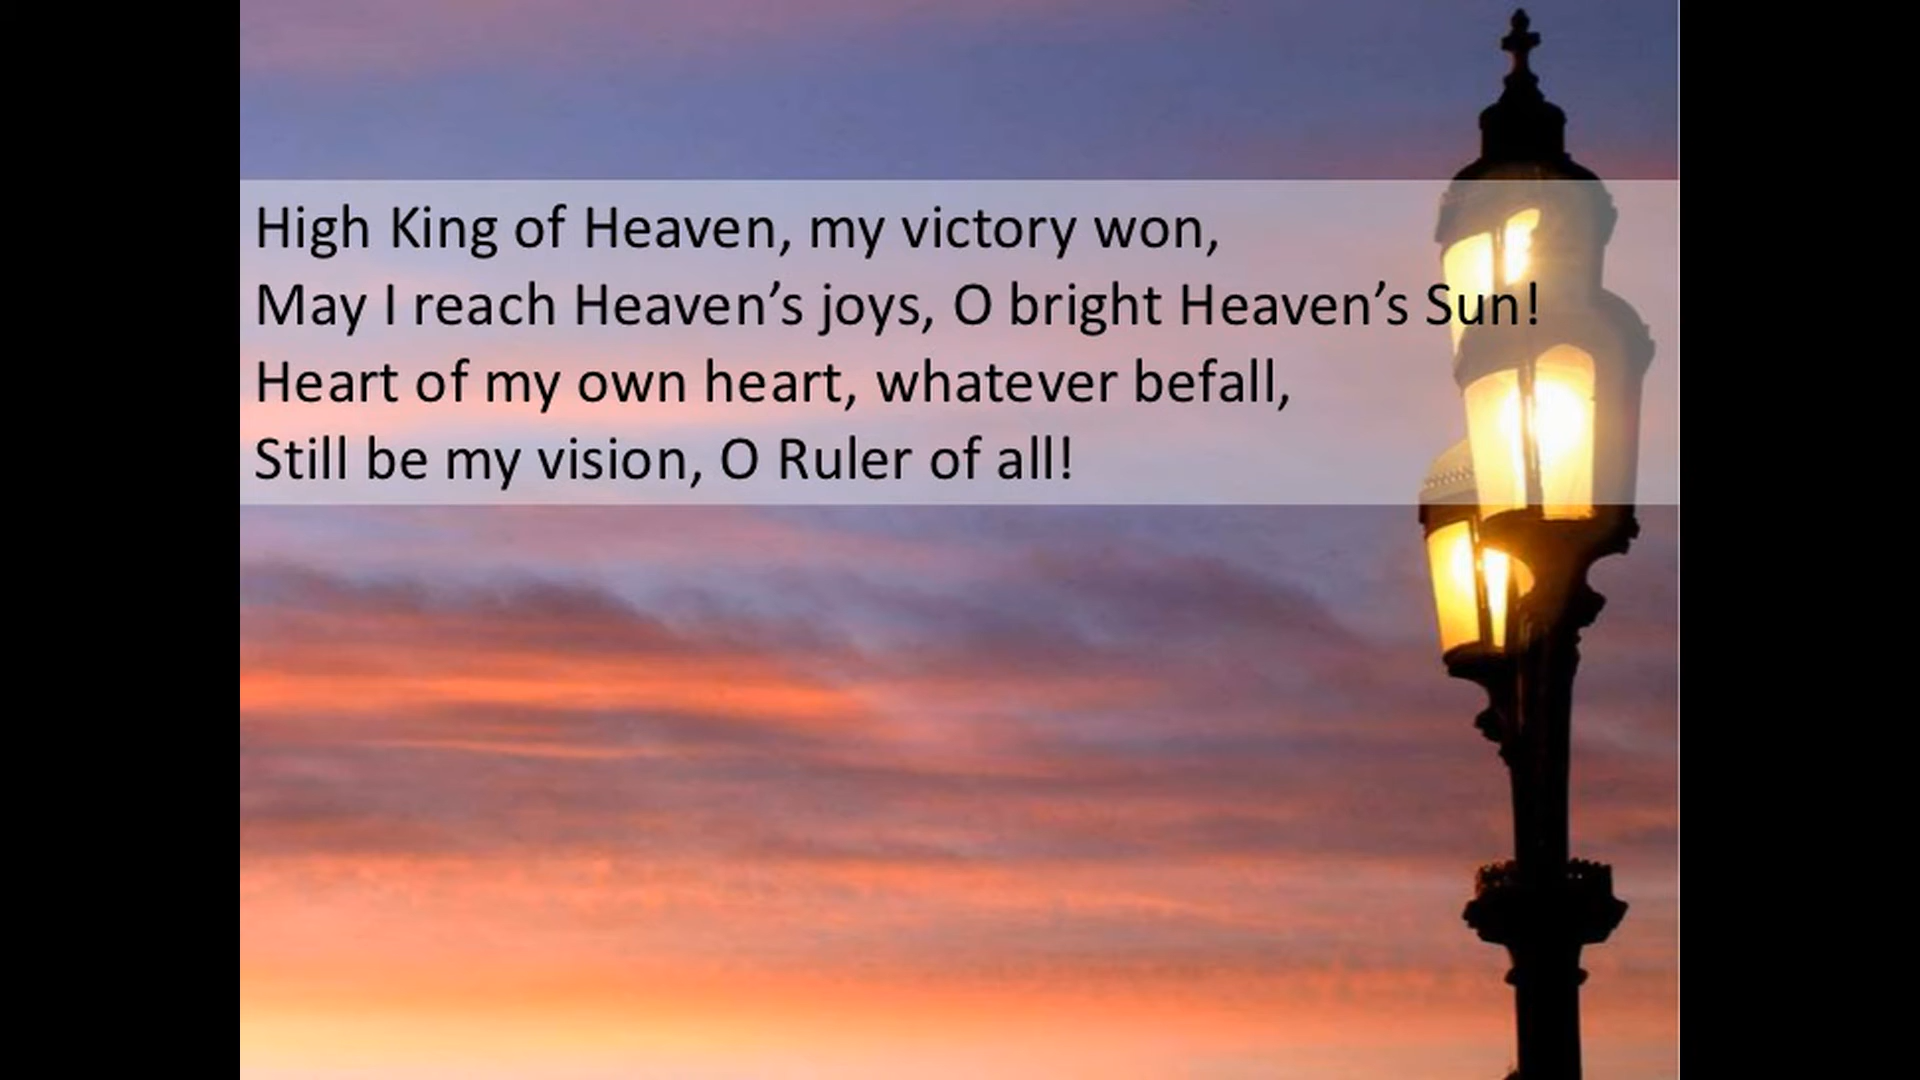 High King of Heaven, my victory won,
May I reach Heaven’s joys, O bright Heaven’s Sun!
Heart of my own heart, whatever befall,
Still be my vision, O Ruler of all!